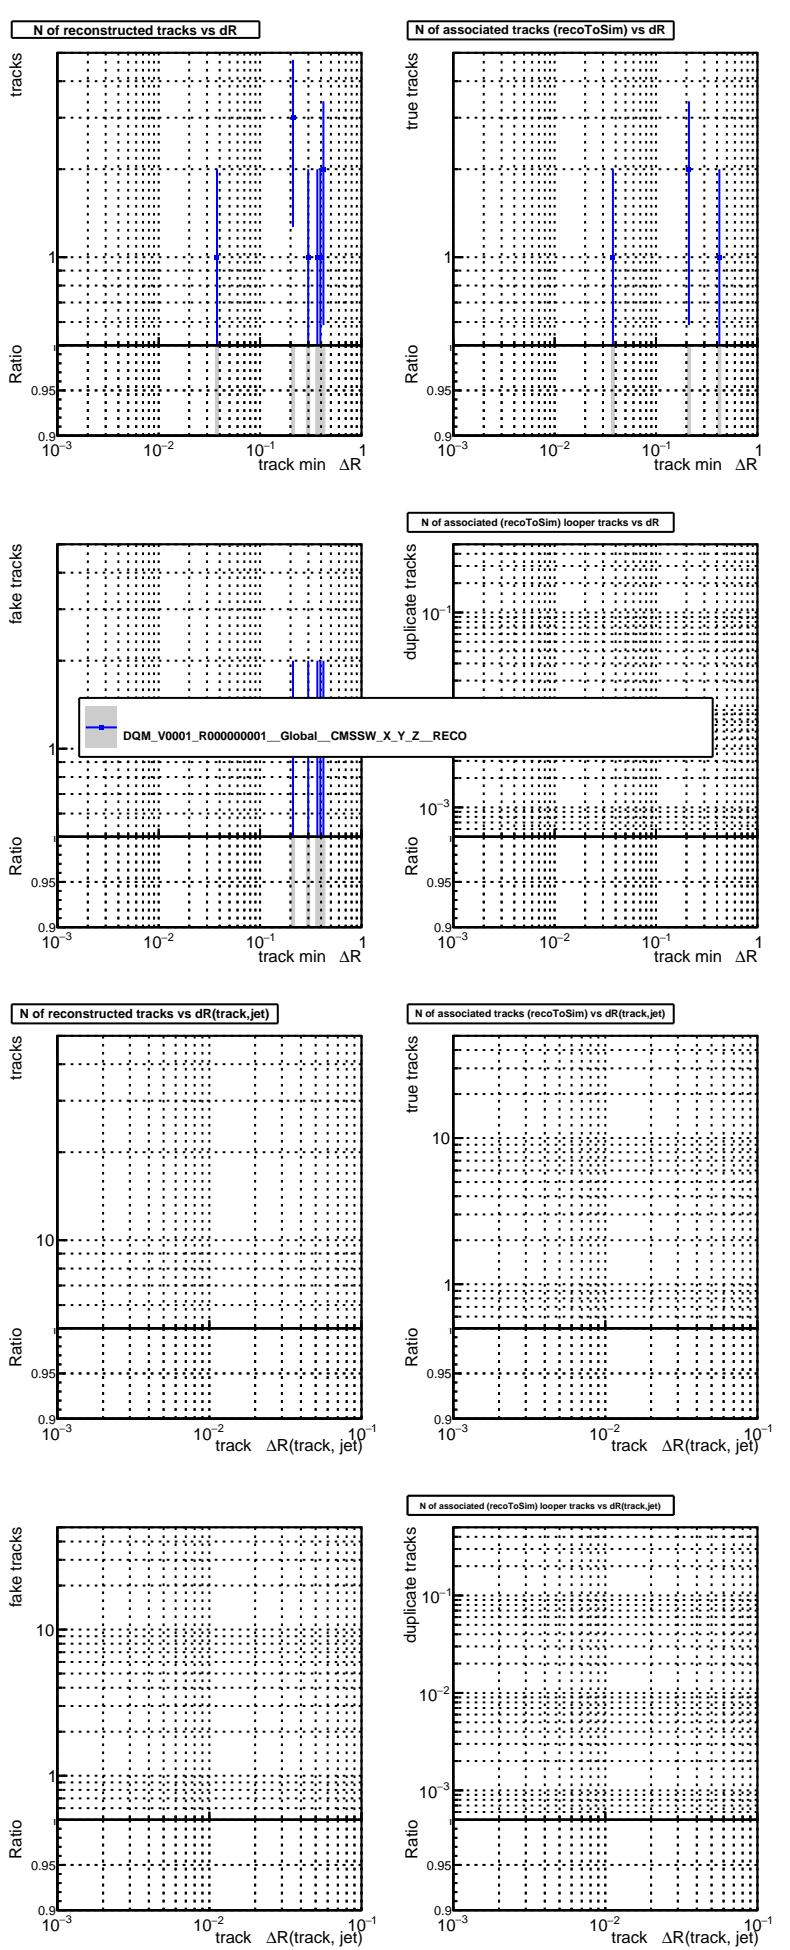 N of reconstructed tracks vs dR
N of associated tracks (recoToSim) vs dR
tracks
1
Ratio
0.95
0.9
10−3
10−2
10−1
1
track min ΔR
true tracks
1
Ratio
0.95
0.9
10−3
10−2
10−1
1
track min ΔR
N of associated (recoToSim) looper tracks vs dR
fake tracks
1
Ratio
0.95
0.9
10−3
10−2
10−1
1
track min ΔR
duplicate tracks
10−1
10−3
Ratio
0.95
0.9
10−3
10−2
10−1
1
track min ΔR
DQM_V0001_R000000001__Global__CMSSW_X_Y_Z__RECO
N of reconstructed tracks vs dR(track,jet)
N of associated tracks (recoToSim) vs dR(track,jet)
tracks
10
Ratio
0.95
0.9
10−3
10−2
10−1
track ΔR(track, jet)
true tracks
10
1
Ratio
0.95
0.9
10−3
10−2
10−1
track ΔR(track, jet)
N of associated (recoToSim) looper tracks vs dR(track,jet)
fake tracks
10
1
Ratio
0.95
0.9
10−3
10−2
10−1
track ΔR(track, jet)
duplicate tracks
10−1
10−2
10−3
Ratio
0.95
0.9
10−3
10−2
10−1
track ΔR(track, jet)